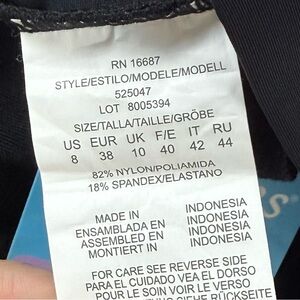 RN 16687
STYLE/ESTILO/MODELE/MODELL
525047
LOT 8005394
SIZE/TALLA/TAILLE/GRÖBE
US EUR UK F/E IT RU
8 38 10 40 42 44
82% NYLON/POLIAMIDA
18% SPANDEX/ELASTANO
MADE IN INDONESIA
ENSAMBLADA EN INDONESIA
ASSEMBLED EN INDONESIA
MONTIERT IN INDONESIA
FOR CARE SEE REVERSE SIDE
PARA EL CUIDADO VEA EL DORSO
POUR LE SOIN VOIR LE VERSO
SIEHE RÜCKSEITE